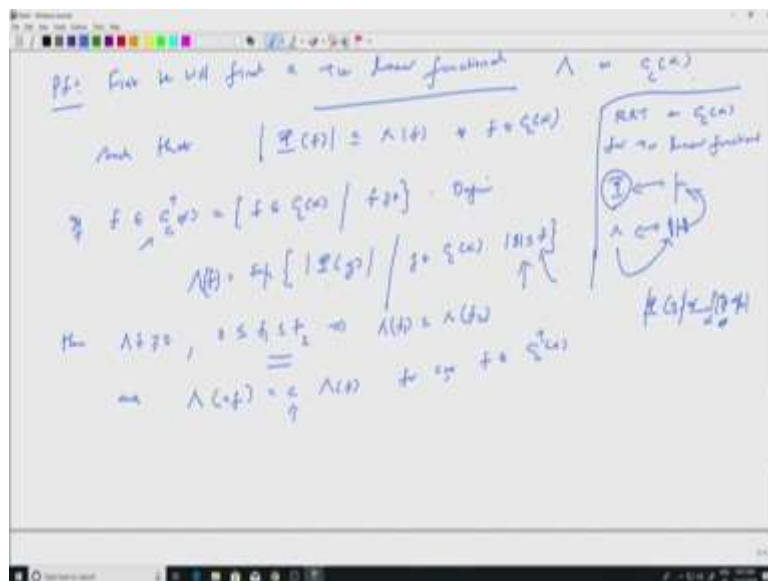 Pf: First we will find a +ve linear functional Λ on C_c(X)
such that |Φ(f)| ≤ Λ(f) ∀ f ∈ C_c(X)
If f ∈ C_c^+(X) = {f ∈ C_c(X) | f ≥ 0}. Define
Λ(f) = sup {|Φ(g)| / g ∈ C_c(X) |g| ≤ f}
then Λf ≥ 0, 0 ≤ f_1 ≤ f_2 ⇒ Λ(f_1) ≤ Λ(f_2)
and Λ(cf) = c Λ(f) for any f ∈ C_c^+(X)
RRT on C_c(X)
for +ve linear functional
Φ ↔ μ
Λ ↔ |μ|